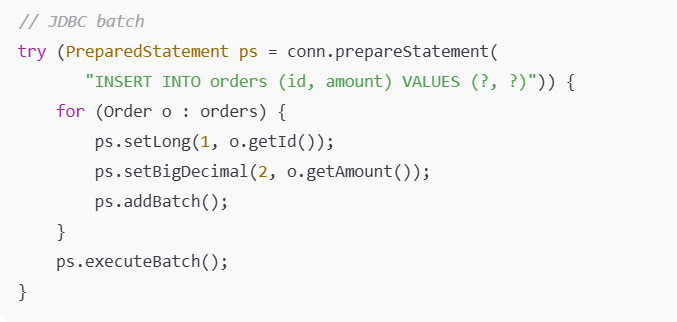 // JDBC batch
try (PreparedStatement ps = conn.prepareStatement(
        "INSERT INTO orders (id, amount) VALUES (?, ?)")) {
    for (Order o : orders) {
        ps.setLong(1, o.getId());
        ps.setBigDecimal(2, o.getAmount());
        ps.addBatch();
    }
    ps.executeBatch();
}